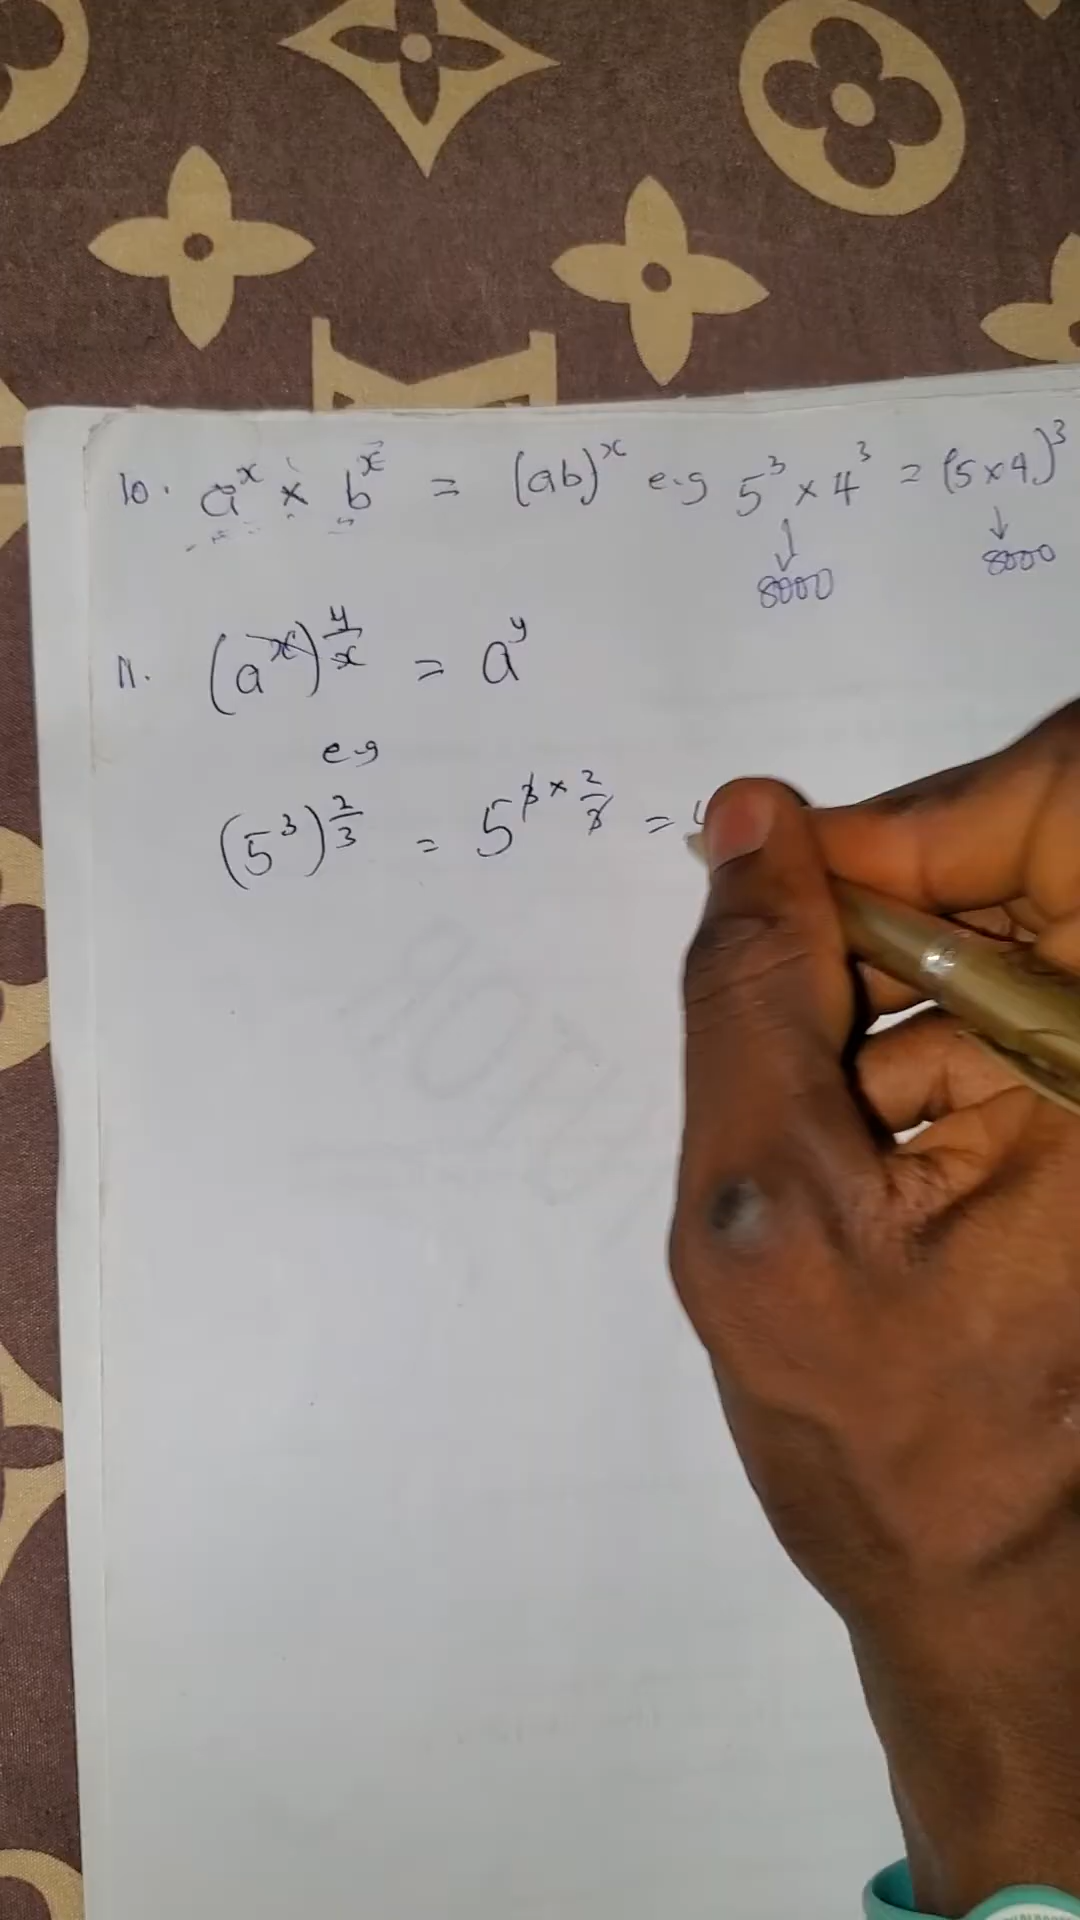 10. a^x × b^x = (ab)^x e.g 5^3 × 4^3 = (5×4)^3
↓ 8000 ↓ 8000
11. (a^x)^(y/x) = a^y
e.g
(5^3)^(2/3) = 5^(3 × 2/3) =